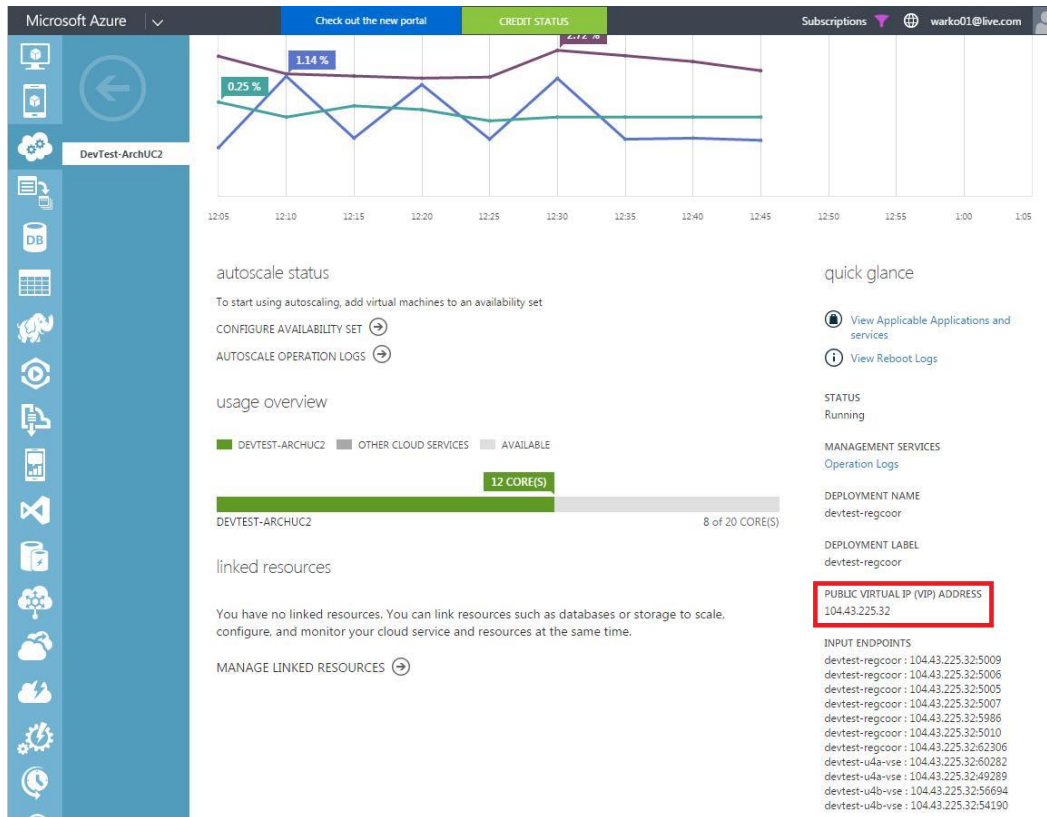 Microsoft Azure
Check out the new portal
CREDIT STATUS
Subscriptions
warko01@live.com
DevTest-ArchUC2
2.72 %
1.14 %
0.25 %
12:05 12:10 12:15 12:20 12:25 12:30 12:35 12:40 12:45 12:50 12:55 1:00 1:05
autoscale status
To start using autoscaling, add virtual machines to an availability set
CONFIGURE AVAILABILITY SET
AUTOSCALE OPERATION LOGS
usage overview
DEVTEST-ARCHUC2 OTHER CLOUD SERVICES AVAILABLE
12 CORE(S)
DEVTEST-ARCHUC2 8 of 20 CORE(S)
linked resources
You have no linked resources. You can link resources such as databases or storage to scale,
configure, and monitor your cloud service and resources at the same time.
MANAGE LINKED RESOURCES
quick glance
View Applicable Applications and
services
View Reboot Logs
STATUS
Running
MANAGEMENT SERVICES
Operation Logs
DEPLOYMENT NAME
devtest-regcoor
DEPLOYMENT LABEL
devtest-regcoor
PUBLIC VIRTUAL IP (VIP) ADDRESS
104.43.225.32
INPUT ENDPOINTS
devtest-regcoor : 104.43.225.32:5009
devtest-regcoor : 104.43.225.32:5006
devtest-regcoor : 104.43.225.32:5005
devtest-regcoor : 104.43.225.32:5007
devtest-regcoor : 104.43.225.32:5986
devtest-regcoor : 104.43.225.32:5010
devtest-regcoor : 104.43.225.32:62306
devtest-u4a-vse : 104.43.225.32:60282
devtest-u4a-vse : 104.43.225.32:49289
devtest-u4b-vse : 104.43.225.32:56694
devtest-u4b-vse : 104.43.225.32:54190
DB